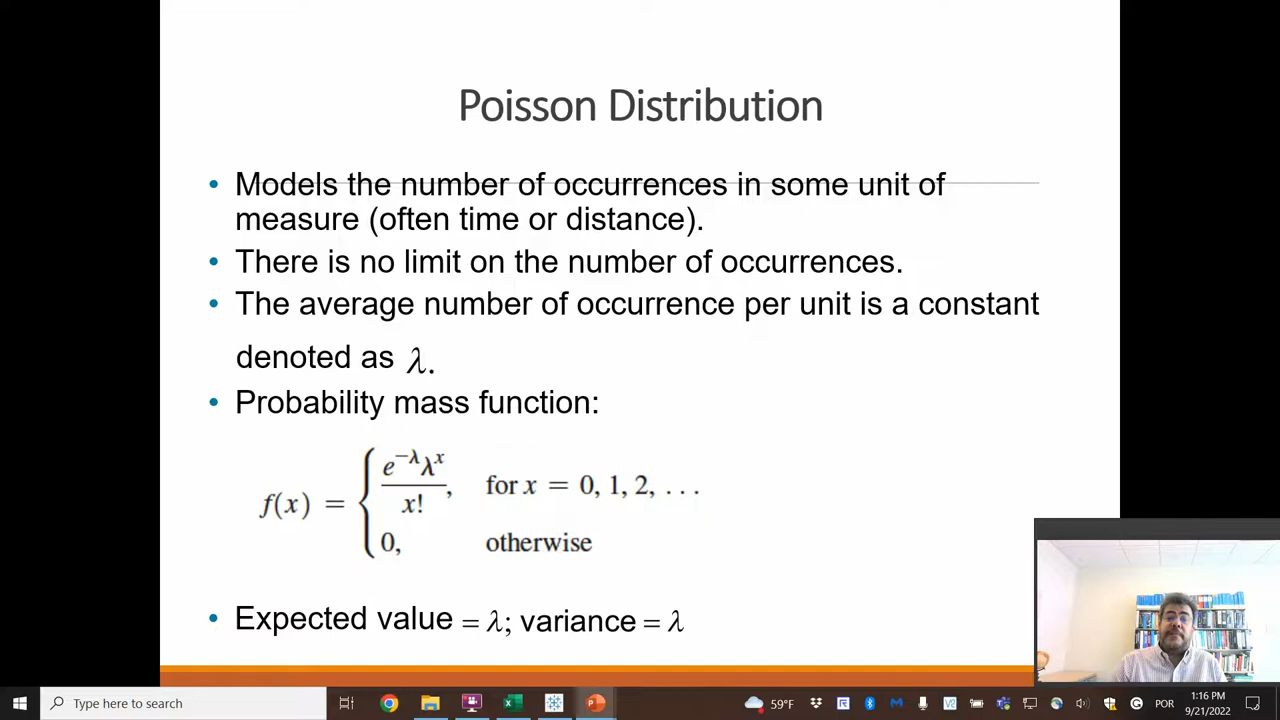 Poisson Distribution
• Models the number of occurrences in some unit of
measure (often time or distance).
• There is no limit on the number of occurrences.
• The average number of occurrence per unit is a constant
denoted as λ.
• Probability mass function:
f(x) = { e^−λ λ^x / x!, for x = 0, 1, 2, . . .
0, otherwise
• Expected value = λ; variance = λ
Type here to search
59°F
POR
1:16 PM
9/21/2022